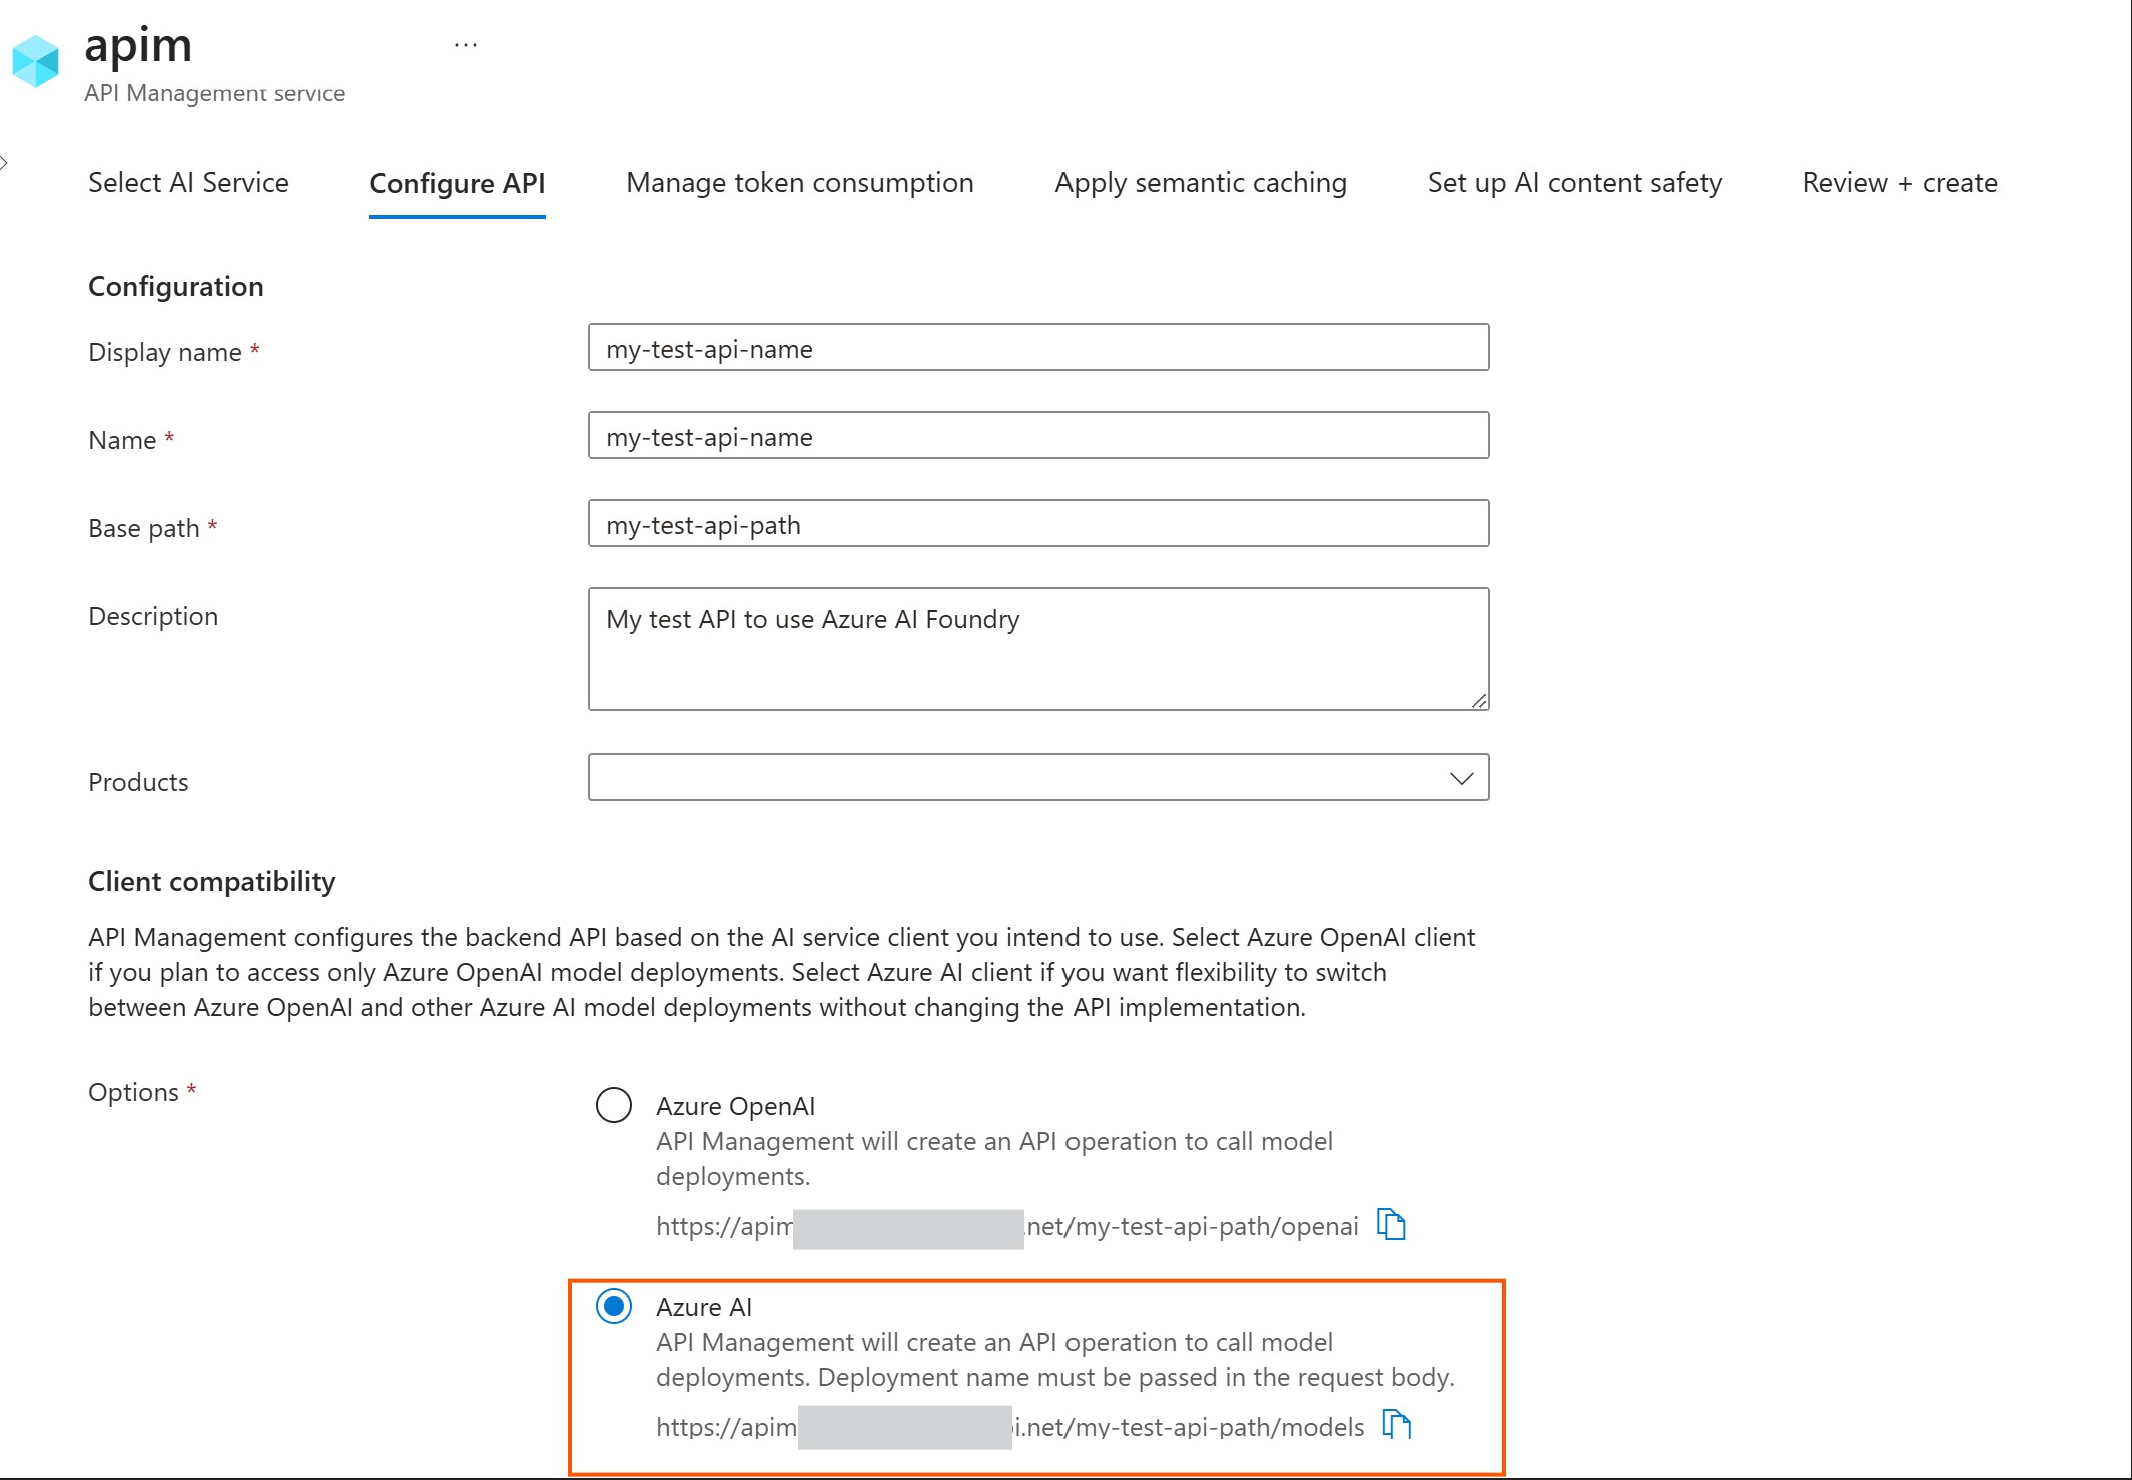 apim
...
API Management service
Select AI Service
Configure API
Manage token consumption
Apply semantic caching
Set up AI content safety
Review + create
Configuration
Display name *
my-test-api-name
Name *
my-test-api-name
Base path *
my-test-api-path
Description
My test API to use Azure AI Foundry
Products
Client compatibility
API Management configures the backend API based on the AI service client you intend to use. Select Azure OpenAI client
if you plan to access only Azure OpenAI model deployments. Select Azure AI client if you want flexibility to switch
between Azure OpenAI and other Azure AI model deployments without changing the API implementation.
Options *
Azure OpenAI
API Management will create an API operation to call model
deployments.
https://apim .net/my-test-api-path/openai
Azure AI
API Management will create an API operation to call model
deployments. Deployment name must be passed in the request body.
https://apim i.net/my-test-api-path/models